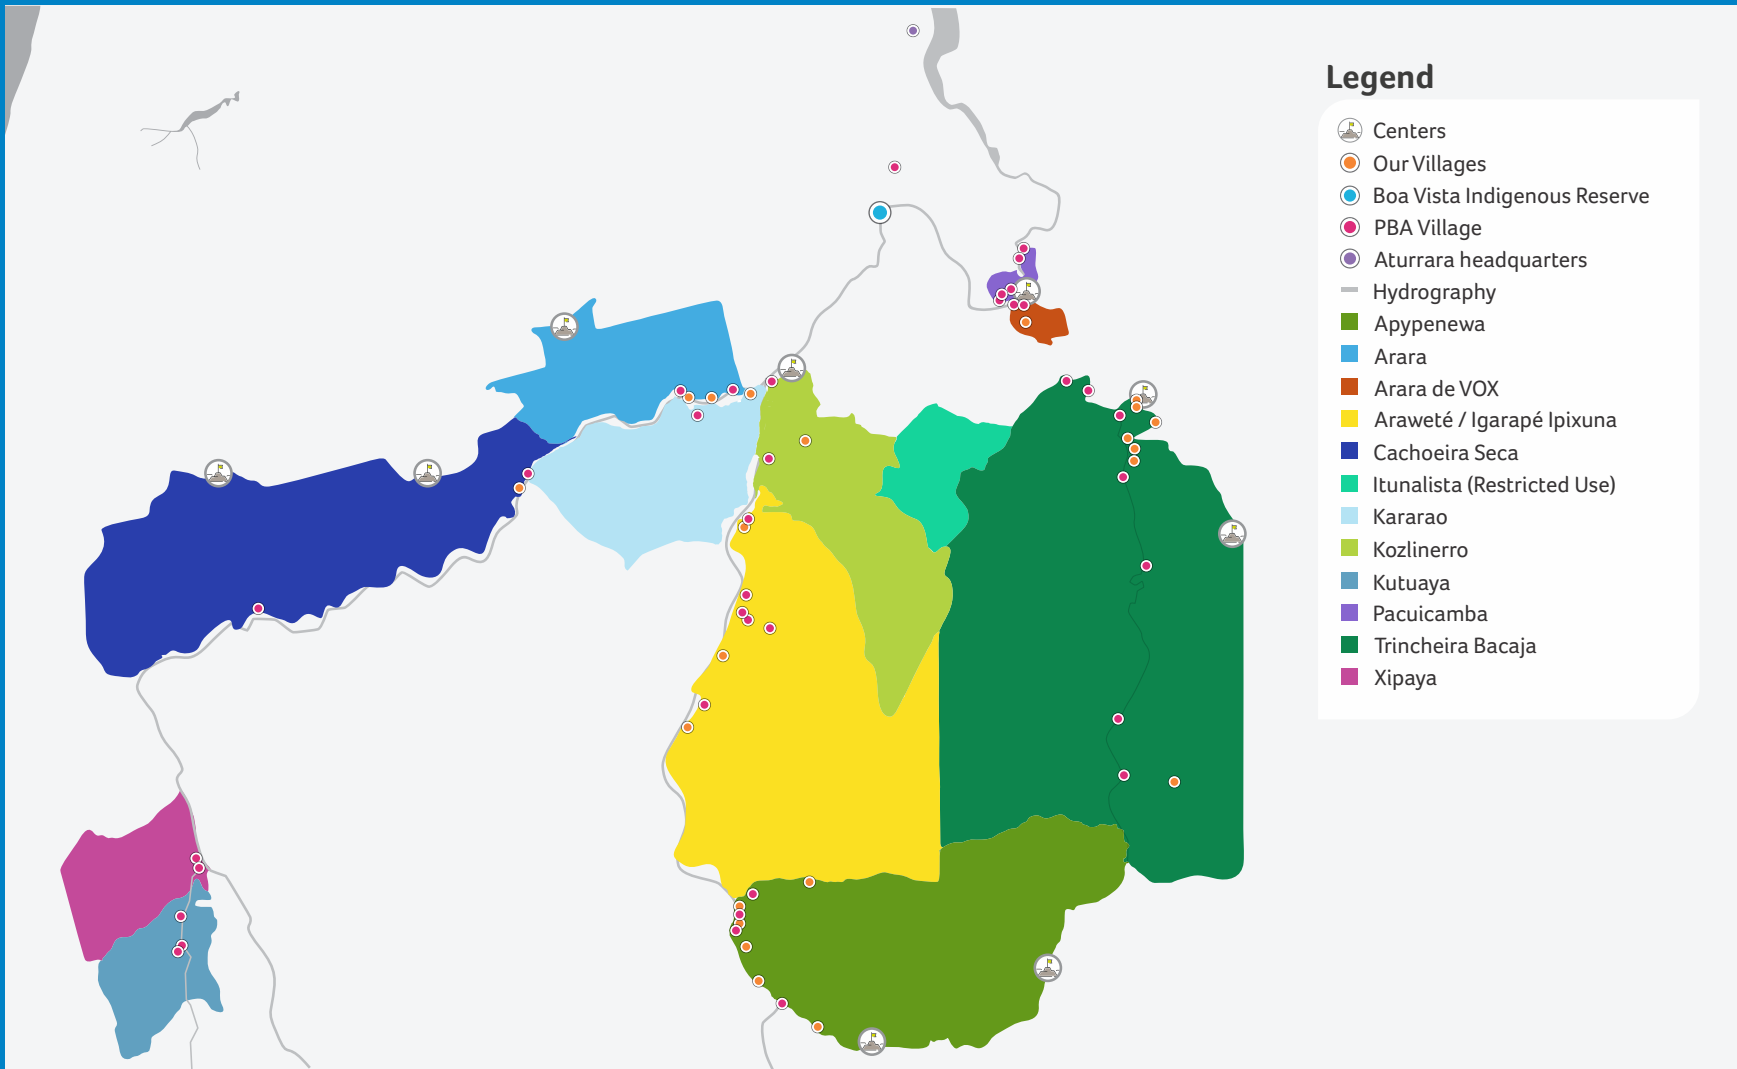 Legend
Centers
Our Villages
Boa Vista Indigenous Reserve
PBA Village
Aturrara headquarters
Hydrography
Apypenewa
Arara
Arara de VOX
Araweté / Igarapé Ipixuna
Cachoeira Seca
Itunalista (Restricted Use)
Kararao
Kozlinerro
Kutuaya
Pacuicamba
Trincheira Bacaja
Xipaya